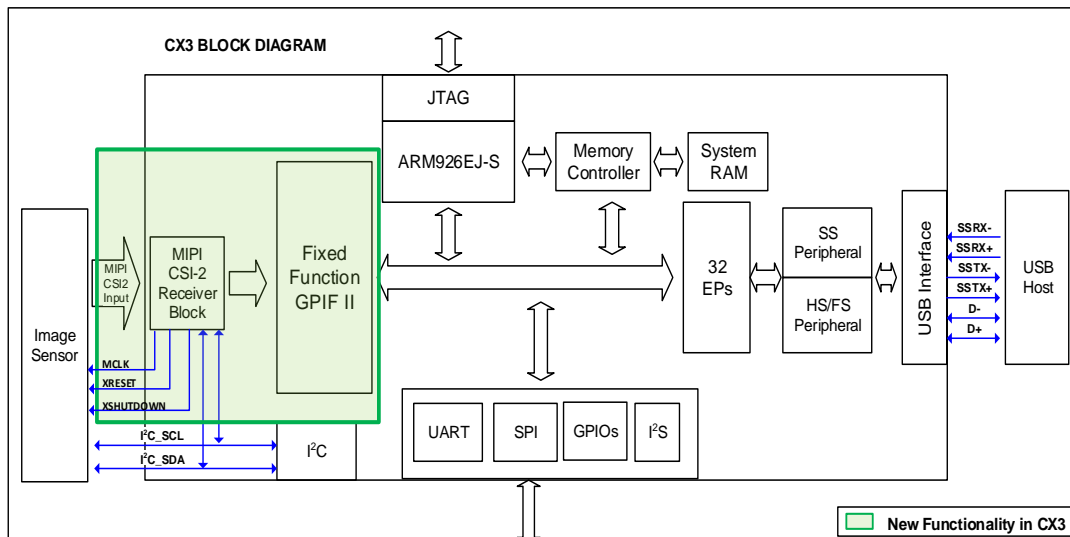 CX3 BLOCK DIAGRAM
JTAG
ARM926EJ-S
Memory
Controller
System
RAM
Image
Sensor
MIPI
CSI2
Input
MIPI
CSI-2
Receiver
Block
Fixed
Function
GPIF II
32
EPs
SS
Peripheral
HS/FS
Peripheral
USB Interface
SSRX-
SSRX+
SSTX-
SSTX+
D-
D+
USB
Host
MCLK
XRESET
XSHUTDOWN
I²C_SCL
I²C_SDA
I²C
UART
SPI
GPIOs
I²S
New Functionality in CX3